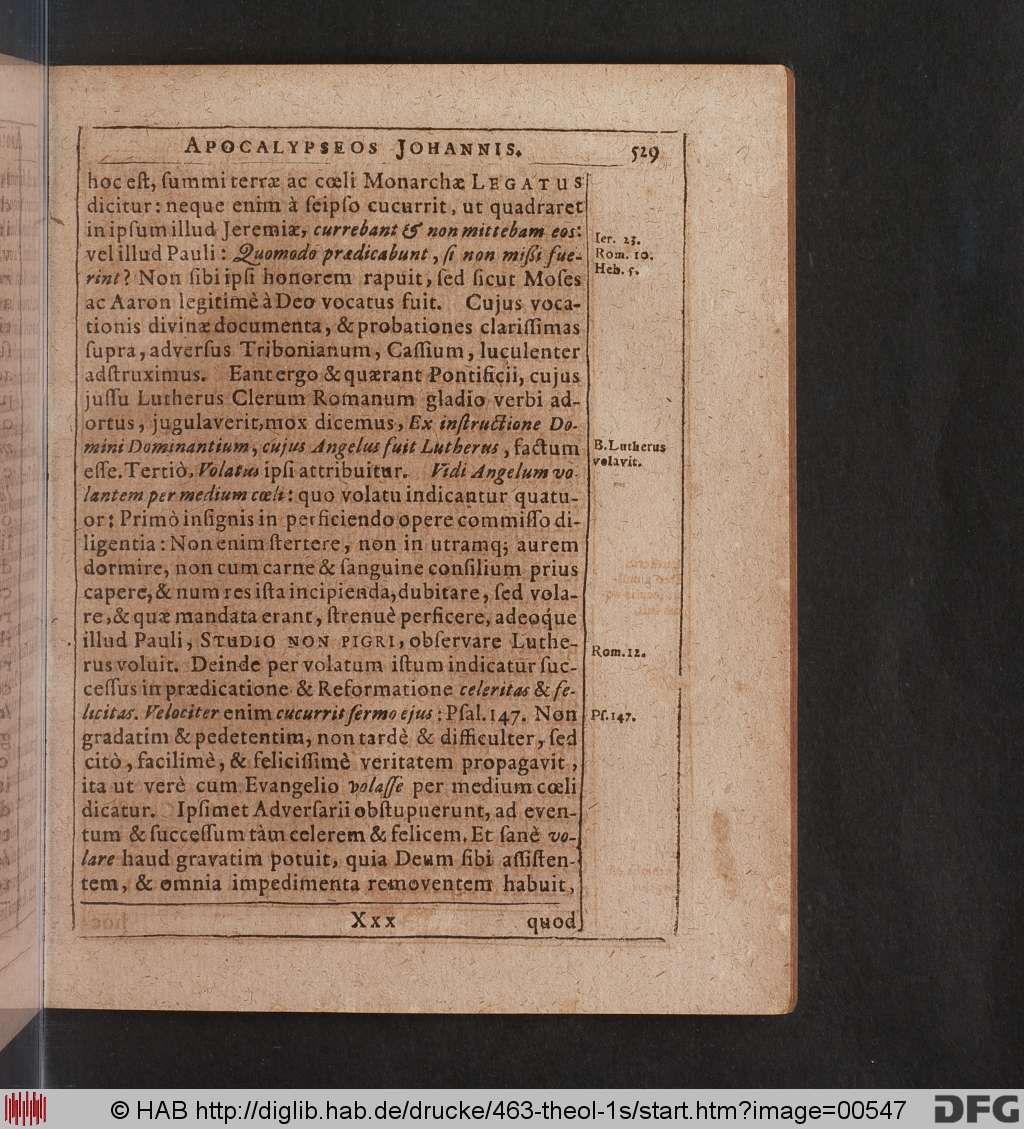 APOCALYPSEOS JOHANNIS. 529
hoc eſt, ſummi terræ ac cœli Monarchæ LEGATUS
dicitur: neque enim à ſeipſo cucurrit, ut quadraret
in ipſum illud Jeremiæ, currebant & non mittebam eos:
vel illud Pauli: Quomodo prædicabunt, ſi non miſſi fue-
rint? Non ſibi ipſi honorem rapuit, ſed ſicut Moſes
ac Aaron legitimè à Deo vocatus fuit. Cujus voca-
tionis divinæ documenta, & probationes clariſſimas
ſupra, adverſus Tribonianum, Caſſium, luculenter
adſtruximus. Eant ergo & quærant Pontificii, cujus
juſſu Lutherus Clerum Romanum gladio verbi ad-
ortus, jugulaverit, mox dicemus, Ex inſtructione Do-
mini Dominantium, cujus Angelus fuit Lutherus, factum
eſſe. Tertiò, Volatus ipſi attribuitur. Vidi Angelum vo-
lantem per medium cœli: quo volatu indicantur quatu-
or: Primò inſignis in perficiendo opere commiſſo di-
ligentia: Non enim ſtertere, non in utramq; aurem
dormire, non cum carne & ſanguine conſilium prius
capere, & num res iſta incipienda, dubitare, ſed vola-
re, & quæ mandata erant, ſtrenuè perficere, adeoque
illud Pauli, STUDIO NON PIGRI, obſervare Luthe-
rus voluit. Deinde per volatum iſtum indicatur ſuc-
ceſſus in prædicatione & Reformatione celeritas & fe-
licitas. Velociter enim cucurrit ſermo ejus: Pſal. 147. Non
gradatim & pedetentim, non tardè & difficulter, ſed
citò, facilimè, & feliciſſimè veritatem propagavit,
ita ut verè cum Evangelio volaſſe per medium cœli
dicatur. Ipſimet Adverſarii obſtupuerunt, ad even-
tum & ſucceſſum tàm celerem & felicem. Et ſanè vo-
lare haud gravatim potuit, quia Deum ſibi aſſiſten-
tem, & omnia impedimenta removentem habuit,
Xxx quod
Ier. 23.
Rom. 10.
Heb. 5.
B. Lutherus
volavit.
Rom. 12.
Pſ. 147.
© HAB http://diglib.hab.de/drucke/463-theol-1s/start.htm?image=00547 DFG